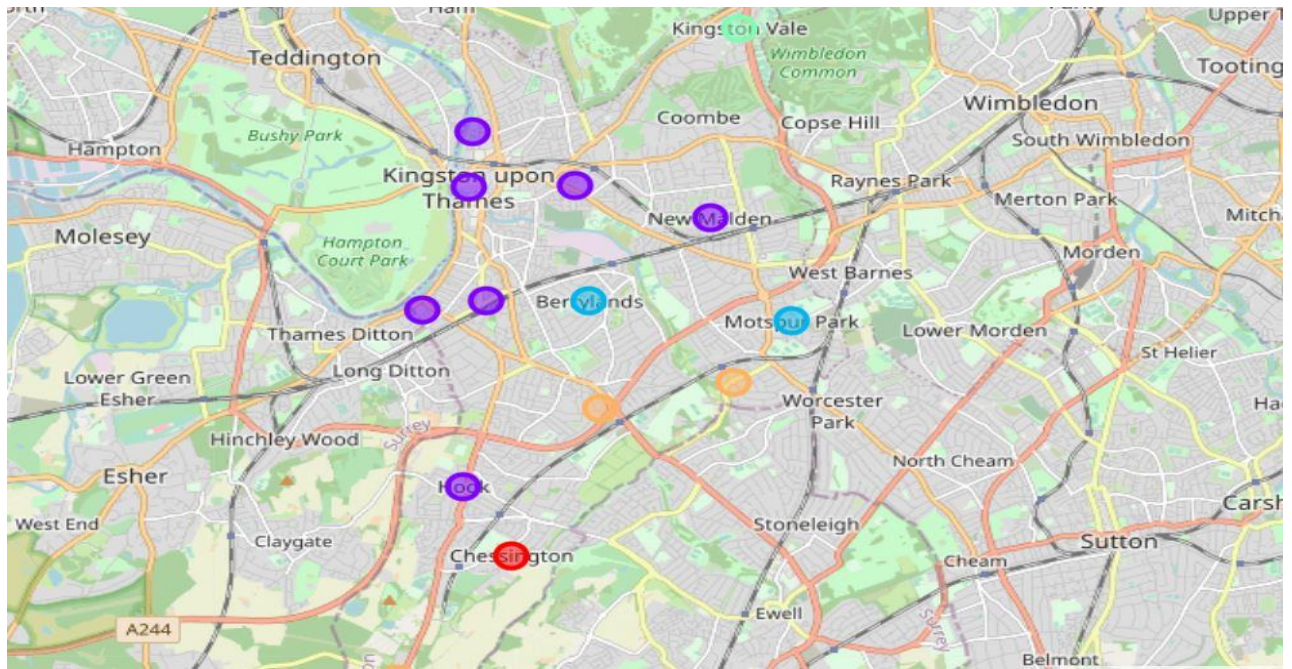 Ham
Kingston Vale
Upper
Teddington
Wimbledon
Common
Tooting
Wimbledon
Coombe
Copse Hill
Bushy Park
South Wimbledon
Hampton
Kingston upon
Thames
Raynes Park
Merton Park
New Malden
Molesey
Hampton
Court Park
Morden
West Barnes
Berrylands
Thames Ditton
Motspur Park
Lower Morden
St Helier
Long Ditton
Lower Green
Esher
Worcester
Park
Surrey
Hinchley Wood
North Cheam
Esher
Hook
West End
Stoneleigh
Claygate
Chessington
Sutton
Cheam
Ewell
A244
Surrey
Belmont